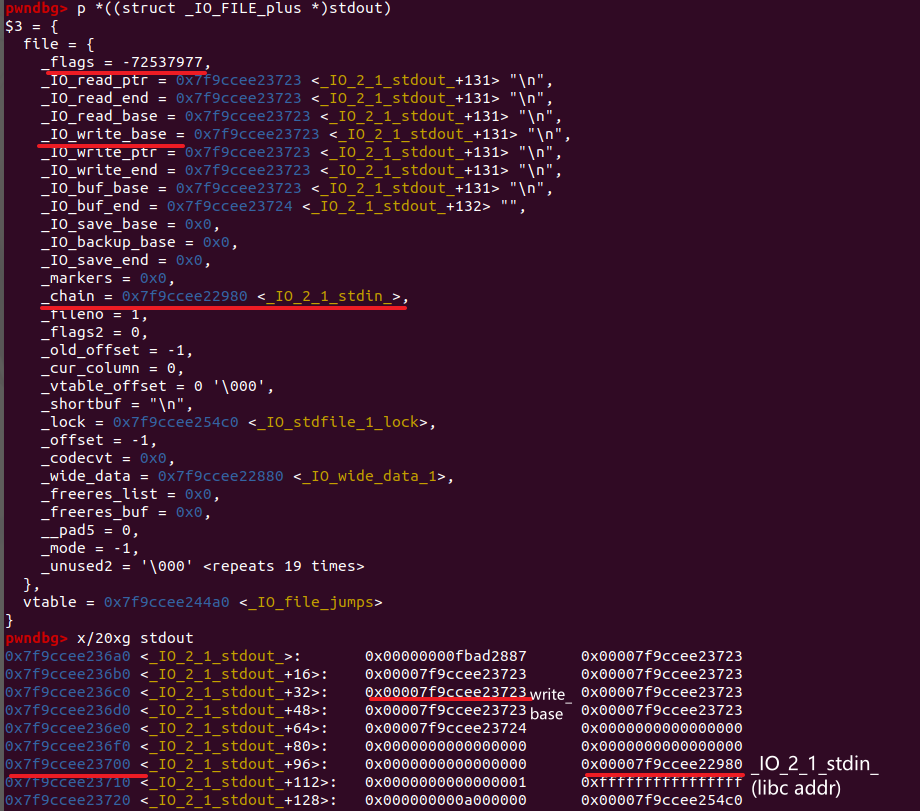 pwndbg> p *((struct _IO_FILE_plus *)stdout)
$3 = {
  file = {
    _flags = -72537977,
    _IO_read_ptr = 0x7f9ccee23723 <_IO_2_1_stdout_+131> "\n",
    _IO_read_end = 0x7f9ccee23723 <_IO_2_1_stdout_+131> "\n",
    _IO_read_base = 0x7f9ccee23723 <_IO_2_1_stdout_+131> "\n",
    _IO_write_base = 0x7f9ccee23723 <_IO_2_1_stdout_+131> "\n",
    _IO_write_ptr = 0x7f9ccee23723 <_IO_2_1_stdout_+131> "\n",
    _IO_write_end = 0x7f9ccee23723 <_IO_2_1_stdout_+131> "\n",
    _IO_buf_base = 0x7f9ccee23723 <_IO_2_1_stdout_+131> "\n",
    _IO_buf_end = 0x7f9ccee23724 <_IO_2_1_stdout_+132> "",
    _IO_save_base = 0x0,
    _IO_backup_base = 0x0,
    _IO_save_end = 0x0,
    _markers = 0x0,
    _chain = 0x7f9ccee22980 <_IO_2_1_stdin_>,
    _fileno = 1,
    _flags2 = 0,
    _old_offset = -1,
    _cur_column = 0,
    _vtable_offset = 0 '\000',
    _shortbuf = "\n",
    _lock = 0x7f9ccee254c0 <_IO_stdfile_1_lock>,
    _offset = -1,
    _codecvt = 0x0,
    _wide_data = 0x7f9ccee22880 <_IO_wide_data_1>,
    _freeres_list = 0x0,
    _freeres_buf = 0x0,
    __pad5 = 0,
    _mode = -1,
    _unused2 = '\000' <repeats 19 times>
  },
  vtable = 0x7f9ccee244a0 <_IO_file_jumps>
}
pwndbg> x/20xg stdout
0x7f9ccee236a0 <_IO_2_1_stdout_>: 0x00000000fbad2887 0x00007f9ccee23723
0x7f9ccee236b0 <_IO_2_1_stdout_+16>: 0x00007f9ccee23723 0x00007f9ccee23723
0x7f9ccee236c0 <_IO_2_1_stdout_+32>: 0x00007f9ccee23723 write_ 0x00007f9ccee23723
0x7f9ccee236d0 <_IO_2_1_stdout_+48>: 0x00007f9ccee23723 base 0x00007f9ccee23723
0x7f9ccee236e0 <_IO_2_1_stdout_+64>: 0x00007f9ccee23724 0x0000000000000000
0x7f9ccee236f0 <_IO_2_1_stdout_+80>: 0x0000000000000000 0x0000000000000000
0x7f9ccee23700 <_IO_2_1_stdout_+96>: 0x0000000000000000 0x00007f9ccee22980 _IO_2_1_stdin_
0x7f9ccee23710 <_IO_2_1_stdout_+112>: 0x0000000000000001 0xffffffffffffffff (libc addr)
0x7f9ccee23720 <_IO_2_1_stdout_+128>: 0x000000000a000000 0x00007f9ccee254c0